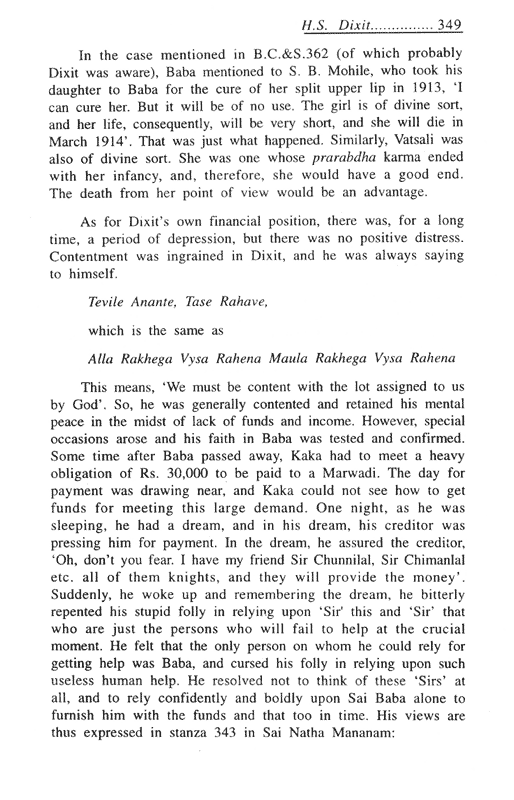 H.S. Dixit............... 349
In the case mentioned in B.C.&S.362 (of which probably
Dixit was aware), Baba mentioned to S. B. Mohile, who took his
daughter to Baba for the cure of her split upper lip in 1913, ‘I
can cure her. But it will be of no use. The girl is of divine sort,
and her life, consequently, will be very short, and she will die in
March 1914’. That was just what happened. Similarly, Vatsali was
also of divine sort. She was one whose prarabdha karma ended
with her infancy, and, therefore, she would have a good end.
The death from her point of view would be an advantage.
As for Dixit’s own financial position, there was, for a long
time, a period of depression, but there was no positive distress.
Contentment was ingrained in Dixit, and he was always saying
to himself.
Tevile Anante, Tase Rahave,
which is the same as
Alla Rakhega Vysa Rahena Maula Rakhega Vysa Rahena
This means, ‘We must be content with the lot assigned to us
by God’. So, he was generally contented and retained his mental
peace in the midst of lack of funds and income. However, special
occasions arose and his faith in Baba was tested and confirmed.
Some time after Baba passed away, Kaka had to meet a heavy
obligation of Rs. 30,000 to be paid to a Marwadi. The day for
payment was drawing near, and Kaka could not see how to get
funds for meeting this large demand. One night, as he was
sleeping, he had a dream, and in his dream, his creditor was
pressing him for payment. In the dream, he assured the creditor,
‘Oh, don’t you fear. I have my friend Sir Chunnilal, Sir Chimanlal
etc. all of them knights, and they will provide the money’.
Suddenly, he woke up and remembering the dream, he bitterly
repented his stupid folly in relying upon ‘Sir' this and ‘Sir’ that
who are just the persons who will fail to help at the crucial
moment. He felt that the only person on whom he could rely for
getting help was Baba, and cursed his folly in relying upon such
useless human help. He resolved not to think of these ‘Sirs’ at
all, and to rely confidently and boldly upon Sai Baba alone to
furnish him with the funds and that too in time. His views are
thus expressed in stanza 343 in Sai Natha Mananam: